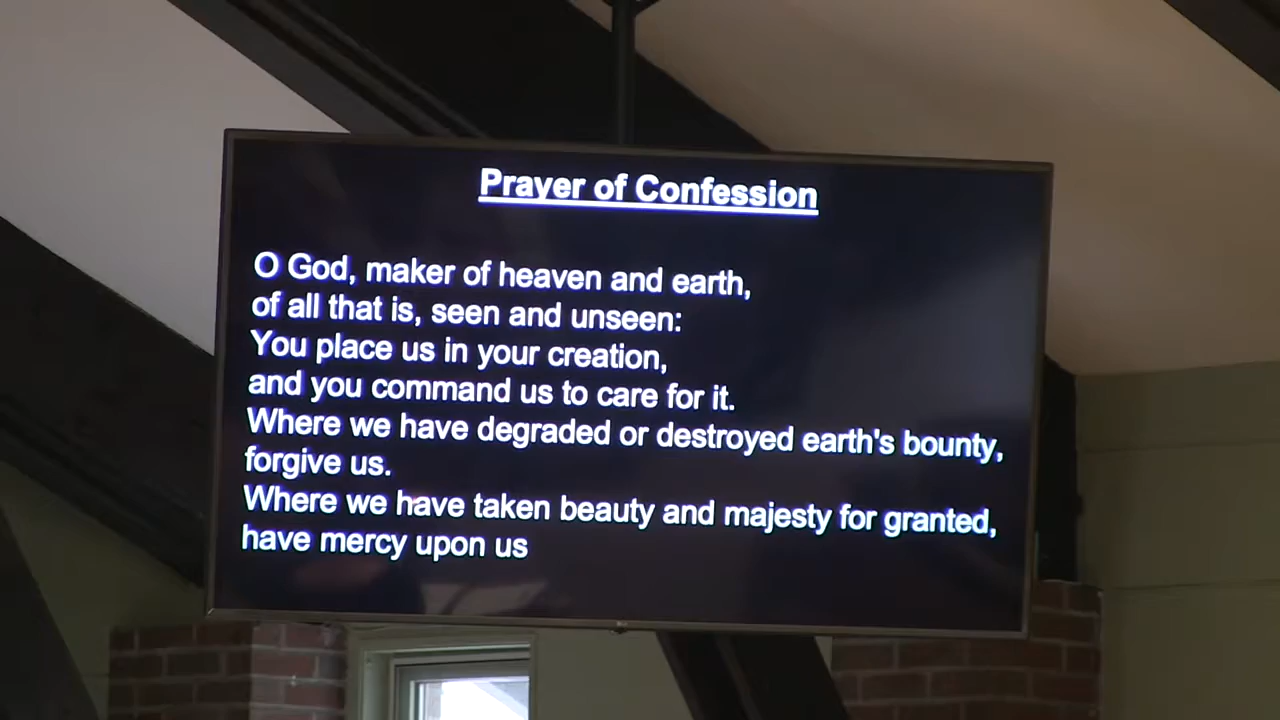 Prayer of Confession
O God, maker of heaven and earth,
of all that is, seen and unseen:
You place us in your creation,
and you command us to care for it.
Where we have degraded or destroyed earth's bounty,
forgive us.
Where we have taken beauty and majesty for granted,
have mercy upon us